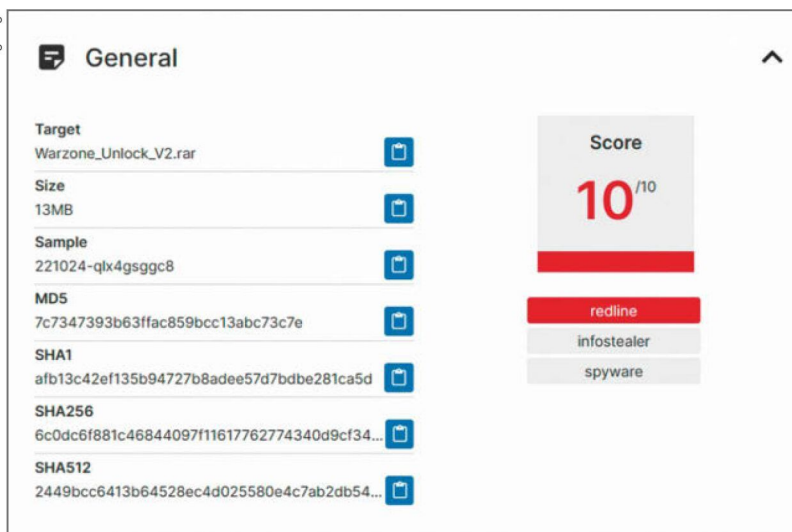 General
Target
Warzone_Unlock_V2.rar
Size
13MB
Sample
221024-qlx4gsggc8
MD5
7c7347393b63ffac859bcc13abc73c7e
SHA1
afb13c42ef135b94727b8adee57d7bdbe281ca5d
SHA256
6c0dc6f881c46844097f11617762774340d9cf34...
SHA512
2449bcc6413b64528ec4d025580e4c7ab2db54...
Score
10/10
redline
infostealer
spyware